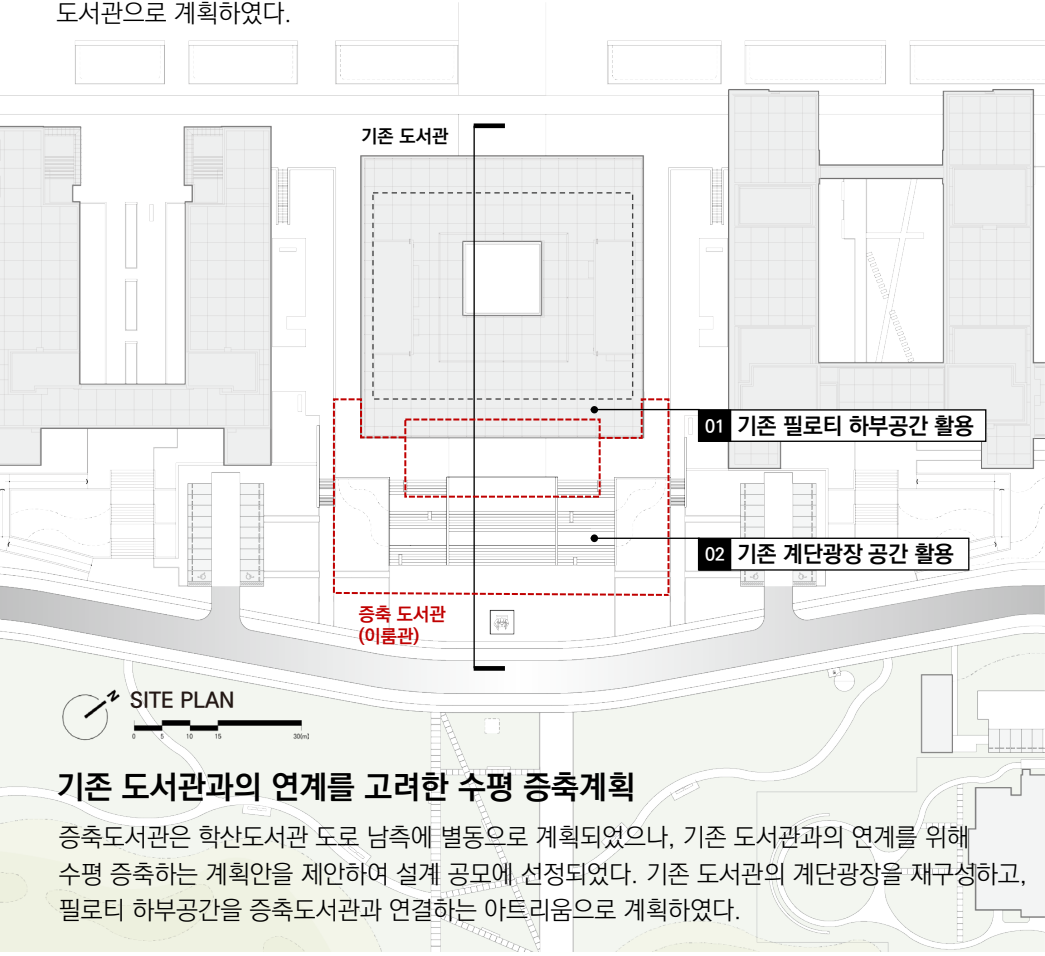 도서관으로 계획하였다.
기존 도서관
01 기존 필로티 하부공간 활용
02 기존 계단광장 공간 활용
증축 도서관
(이룸관)
N SITE PLAN
0 5 10 15 30(m)
기존 도서관과의 연계를 고려한 수평 증축계획
증축도서관은 학산도서관 도로 남측에 별동으로 계획되었으나, 기존 도서관과의 연계를 위해
수평 증축하는 계획안을 제안하여 설계 공모에 선정되었다. 기존 도서관의 계단광장을 재구성하고,
필로티 하부공간을 증축도서관과 연결하는 아트리움으로 계획하였다.